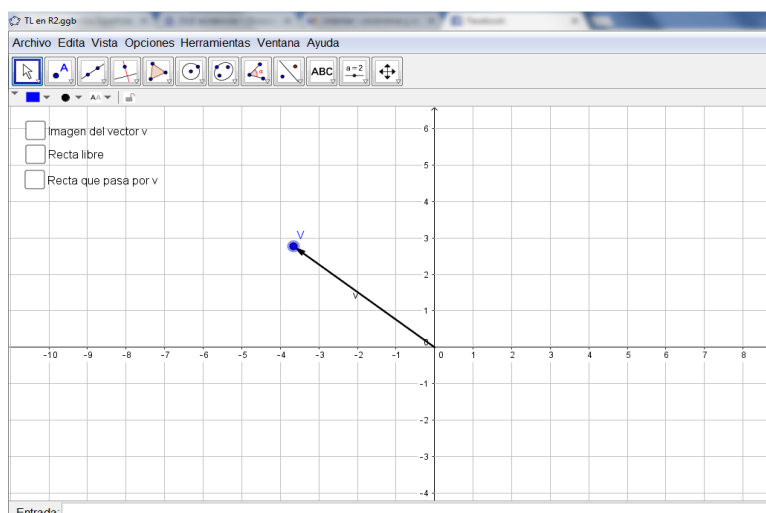 TL en R2.ggb
Facebook
Archivo Edita Vista Opciones Herramientas Ventana Ayuda
A α ABC a=2
AA
Imagen del vector v
Recta libre
Recta que pasa por v
6
5
4
3
2
1
0
V
v
-10 -9 -8 -7 -6 -5 -4 -3 -2 -1 0 1 2 3 4 5 6 7 8
-1
-2
-3
-4
Entrada: